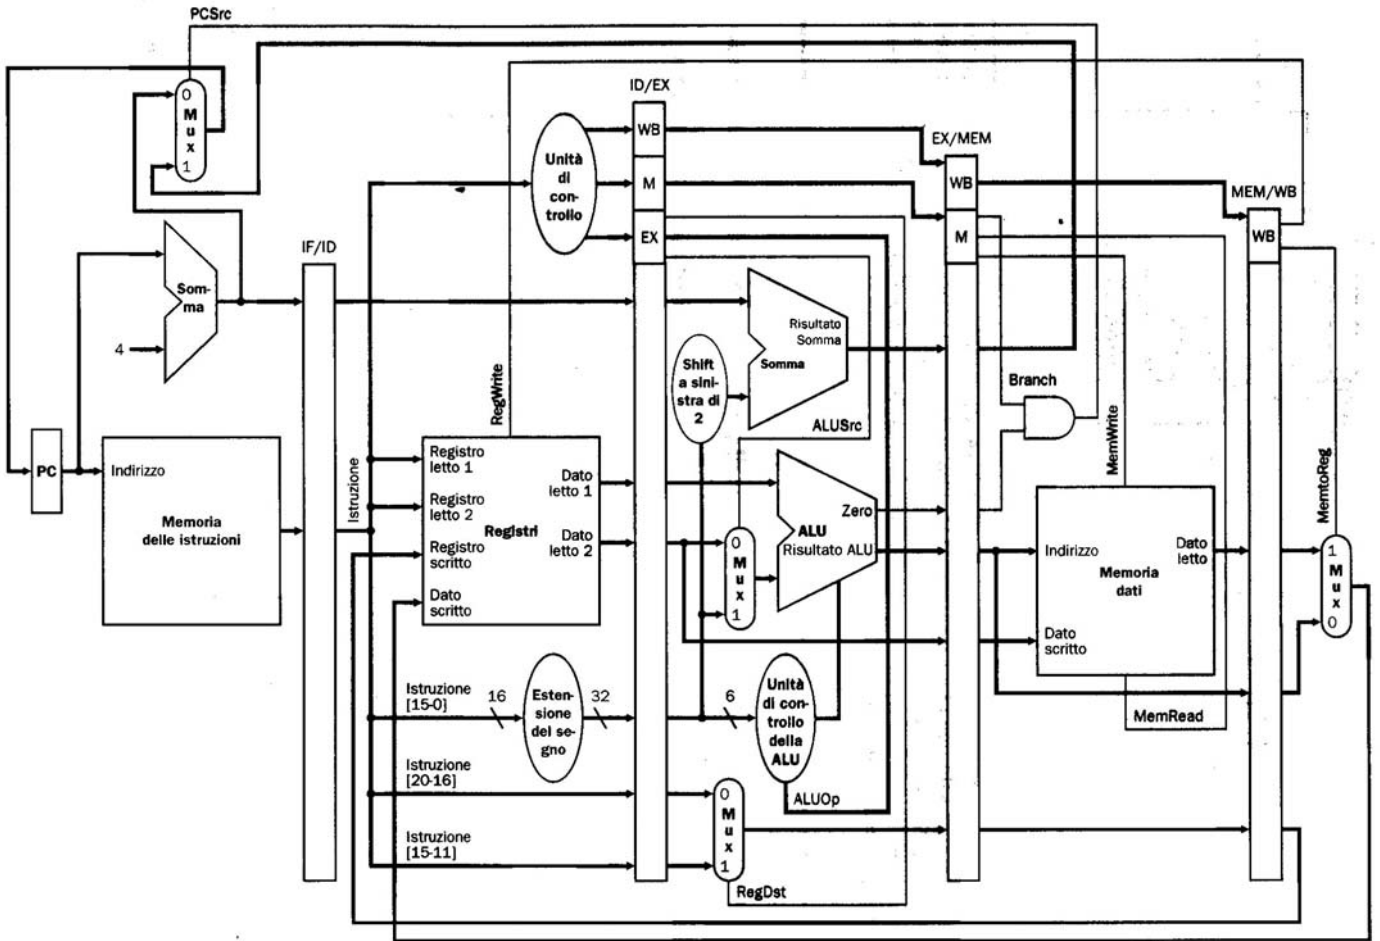 PCSrc
0
M
u
x
1
ID/EX
WB
M
EX
Unità
di
con-
trollo
EX/MEM
WB
M
MEM/WB
WB
IF/ID
Som-
ma
4
Risultato
Somma
Somma
Shift
a sini-
stra di
2
Branch
RegWrite
ALUSrc
MemWrite
MemtoReg
PC
Indirizzo
Memoria
delle istruzioni
Istruzione
Registro
letto 1
Registro
letto 2
Registro
scritto
Dato
scritto
Registri
Dato
letto 1
Dato
letto 2
0
M
u
x
1
Zero
ALU
Risultato ALU
Indirizzo
Dato
letto
Memoria
dati
Dato
scritto
1
M
u
x
0
Istruzione
[15-0]
16
Esten-
sione
del se-
gno
32
6
Unità
di con-
trollo
della
ALU
MemRead
Istruzione
[20-16]
0
M
u
x
1
ALUOp
Istruzione
[15-11]
RegDst